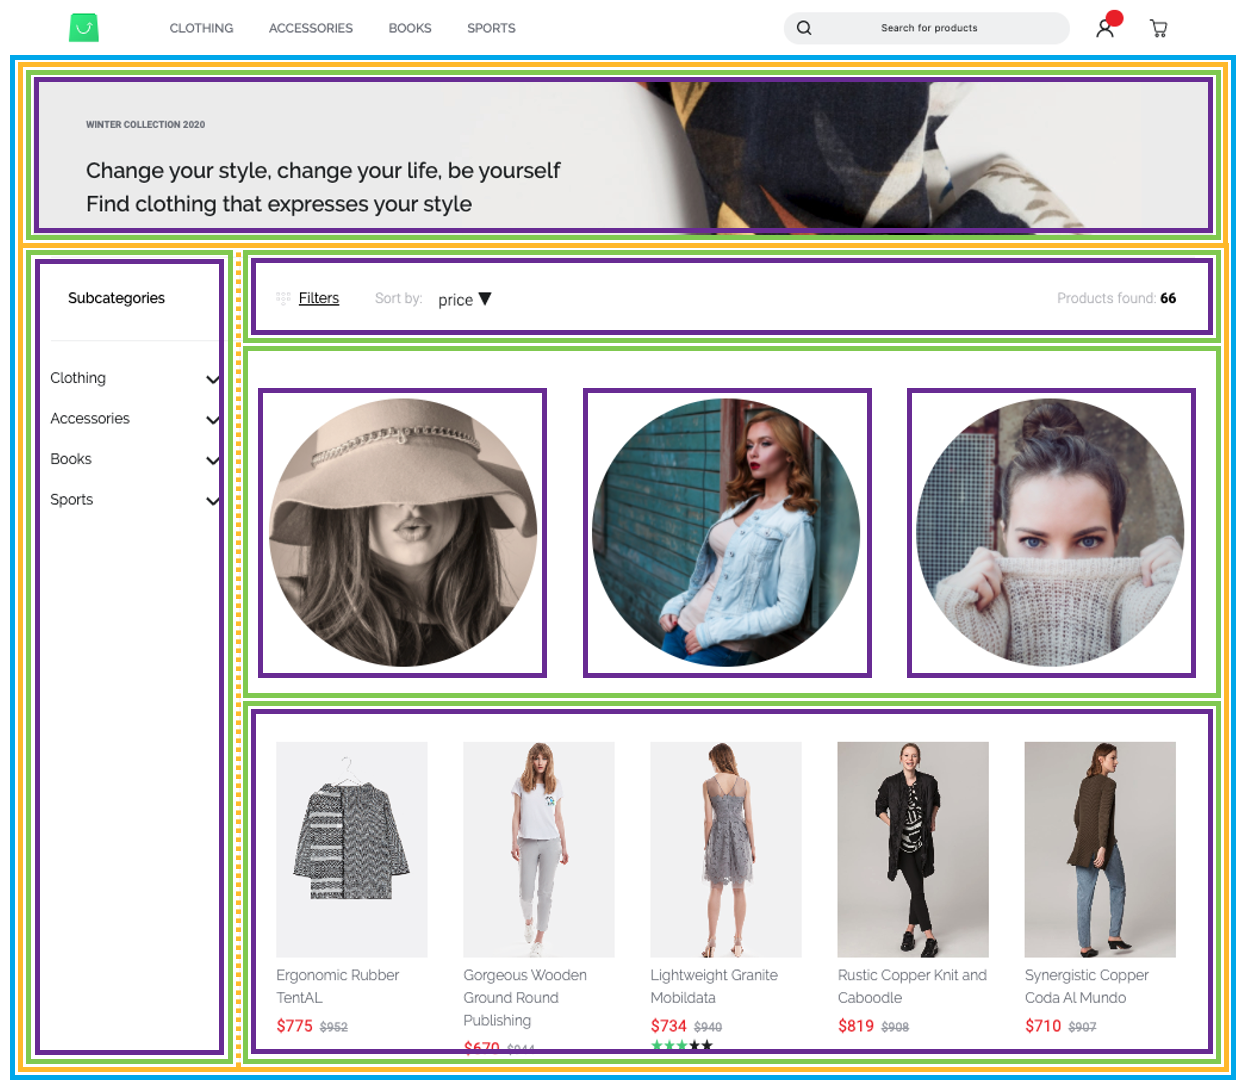 CLOTHING ACCESSORIES BOOKS SPORTS Search for products
WINTER COLLECTION 2020
Change your style, change your life, be yourself
Find clothing that expresses your style
Subcategories
Clothing
Accessories
Books
Sports
Filters Sort by: price ▼ Products found: 66
Ergonomic Rubber
TentAL
$775 $952
Gorgeous Wooden
Ground Round
Publishing
$670 $944
Lightweight Granite
Mobildata
$734 $940
Rustic Copper Knit and
Caboodle
$819 $908
Synergistic Copper
Coda Al Mundo
$710 $907